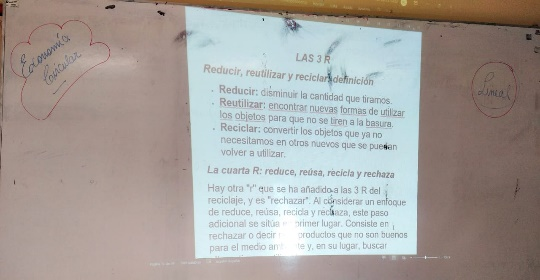 Economía
Circular
Lineal
LAS 3 R
Reducir, reutilizar y reciclar: definición
Reducir: disminuir la cantidad que tiramos.
Reutilizar: encontrar nuevas formas de utilizar
los objetos para que no se tiren a la basura.
Reciclar: convertir los objetos que ya no
necesitamos en otros nuevos que se puedan
volver a utilizar.
La cuarta R: reduce, reúsa, recicla y rechaza
Hay otra "r" que se ha añadido a las 3 R del
reciclaje, y es "rechazar". Al considerar un enfoque
de reduce, reúsa, recicla y rechaza, este paso
adicional se sitúa primer lugar. Consiste en
rechazar o decir productos que no son buenos
para el medio ambiente y, en su lugar, buscar